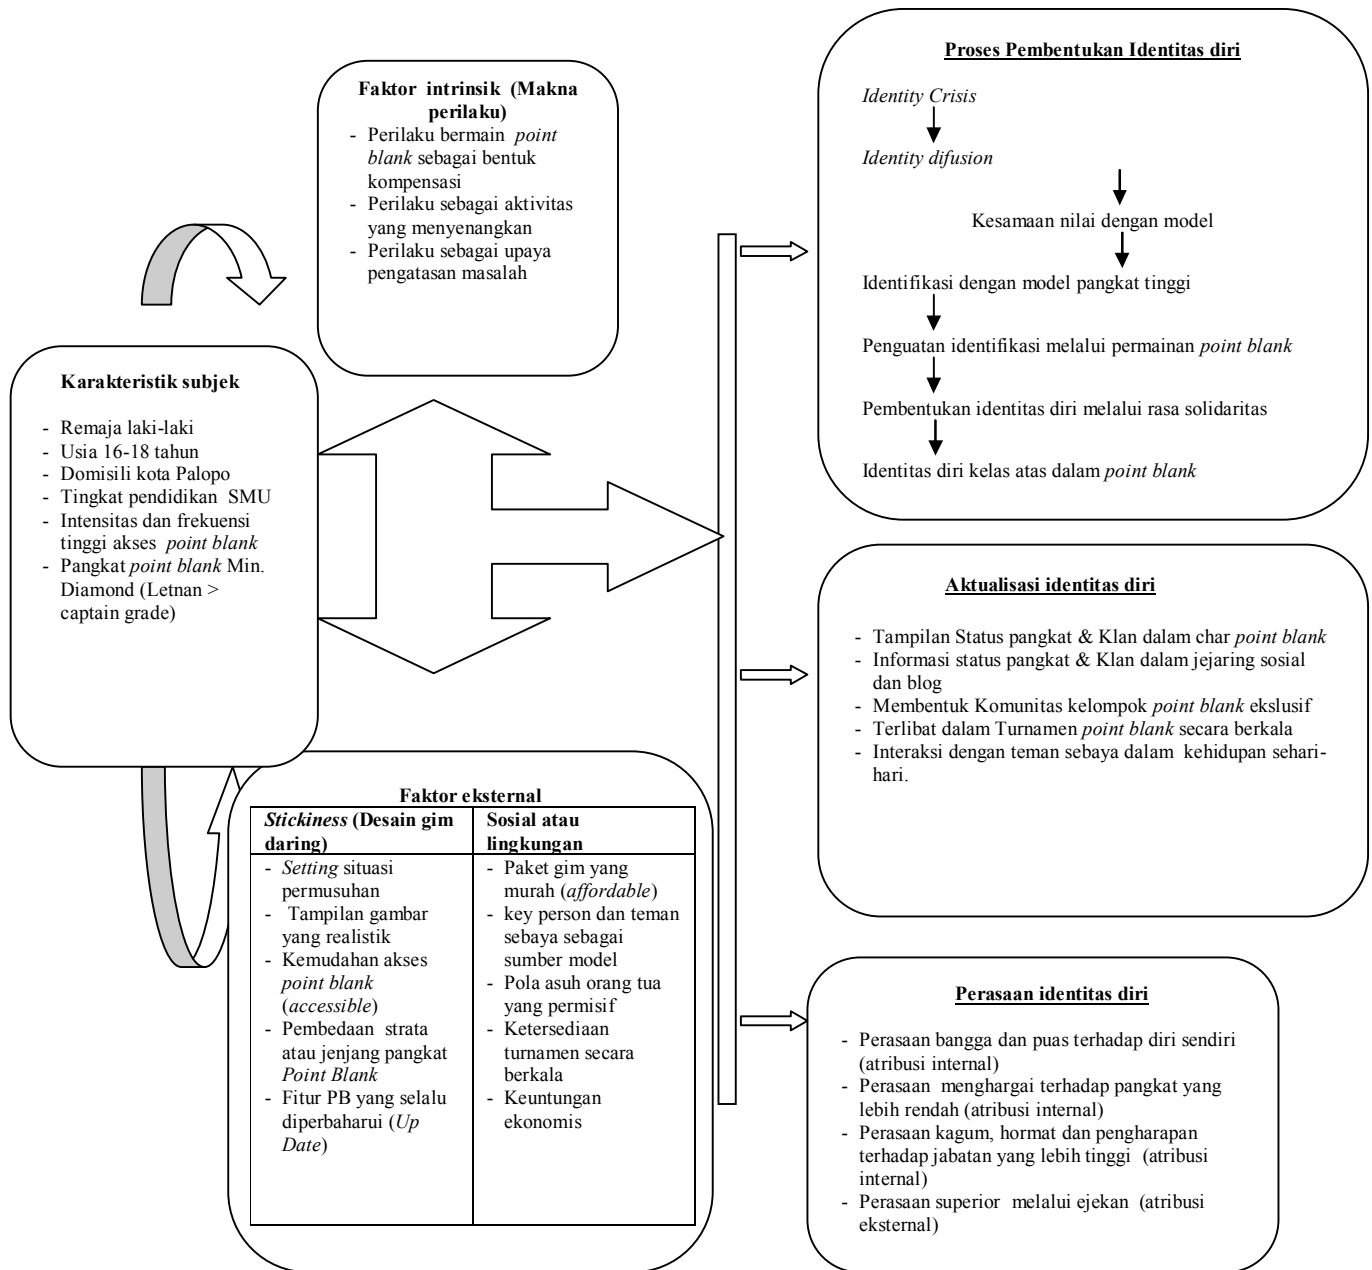 Karakteristik subjek
- Remaja laki-laki
- Usia 16-18 tahun
- Domisili kota Palopo
- Tingkat pendidikan SMU
- Intensitas dan frekuensi
tinggi akses point blank
- Pangkat point blank Min.
Diamond (Letnan >
captain grade)
Faktor intrinsik (Makna
perilaku)
- Perilaku bermain point
blank sebagai bentuk
kompensasi
- Perilaku sebagai aktivitas
yang menyenangkan
- Perilaku sebagai upaya
pengatasan masalah
Faktor eksternal
Stickiness (Desain gim
daring)
- Setting situasi
permusuhan
- Tampilan gambar
yang realistik
- Kemudahan akses
point blank
(accessible)
- Pembedaan strata
atau jenjang pangkat
Point Blank
- Fitur PB yang selalu
diperbaharui (Up
Date)
Sosial atau
lingkungan
- Paket gim yang
murah (affordable)
- key person dan teman
sebaya sebagai
sumber model
- Pola asuh orang tua
yang permisif
- Ketersediaan
turnamen secara
berkala
- Keuntungan
ekonomis
Proses Pembentukan Identitas diri
Identity Crisis
Identity difusion
Kesamaan nilai dengan model
Identifikasi dengan model pangkat tinggi
Penguatan identifikasi melalui permainan point blank
Pembentukan identitas diri melalui rasa solidaritas
Identitas diri kelas atas dalam point blank
Aktualisasi identitas diri
- Tampilan Status pangkat & Klan dalam char point blank
- Informasi status pangkat & Klan dalam jejaring sosial
dan blog
- Membentuk Komunitas kelompok point blank ekslusif
- Terlibat dalam Turnamen point blank secara berkala
- Interaksi dengan teman sebaya dalam kehidupan sehari-
hari.
Perasaan identitas diri
- Perasaan bangga dan puas terhadap diri sendiri
(atribusi internal)
- Perasaan menghargai terhadap pangkat yang
lebih rendah (atribusi internal)
- Perasaan kagum, hormat dan pengharapan
terhadap jabatan yang lebih tinggi (atribusi
internal)
- Perasaan superior melalui ejekan (atribusi
eksternal)